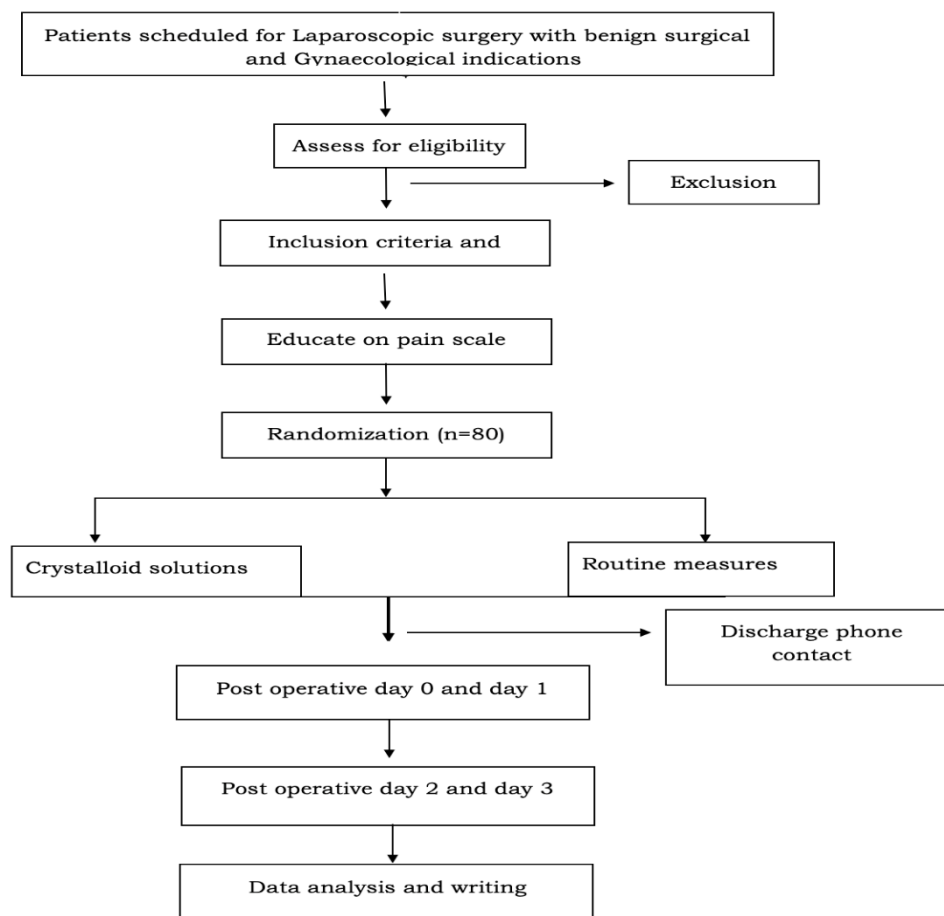 Patients scheduled for Laparoscopic surgery with benign surgical
and Gynaecological indications
Assess for eligibility
Exclusion
Inclusion criteria and
Educate on pain scale
Randomization (n=80)
Crystalloid solutions
Routine measures
Discharge phone
contact
Post operative day 0 and day 1
Post operative day 2 and day 3
Data analysis and writing